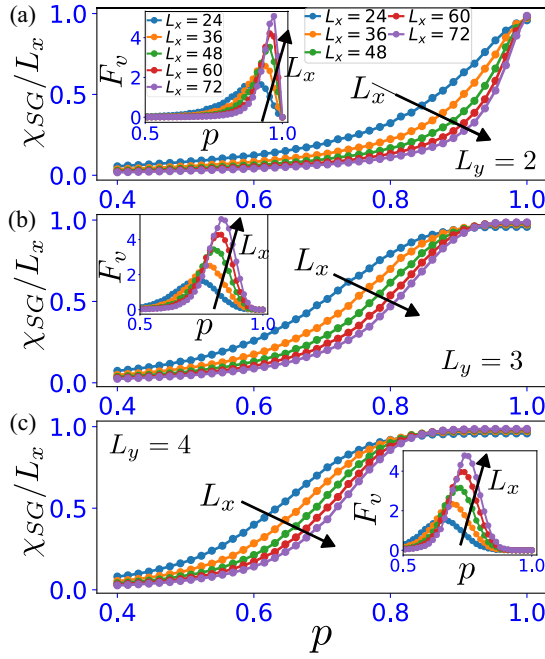 (a)
χ_SG/L_x
1.0
0.5
0.0
0.4 0.6 0.8 1.0
L_x = 24
L_x = 36
L_x = 48
L_x = 60
L_x = 72
F_v
4
2
0
0.5 1.0
p
L_x
L_x = 24 L_x = 60
L_x = 36 L_x = 72
L_x = 48
L_x
L_y = 2
(b)
χ_SG/L_x
1.0
0.5
0.0
0.4 0.6 0.8 1.0
F_v
4
2
0
0.5 1.0
p
L_x
L_x
L_y = 3
(c)
χ_SG/L_x
1.0
0.5
0.0
0.4 0.6 0.8 1.0
L_y = 4
L_x
F_v
4
2
0
0.5 1.0
p
L_x
p